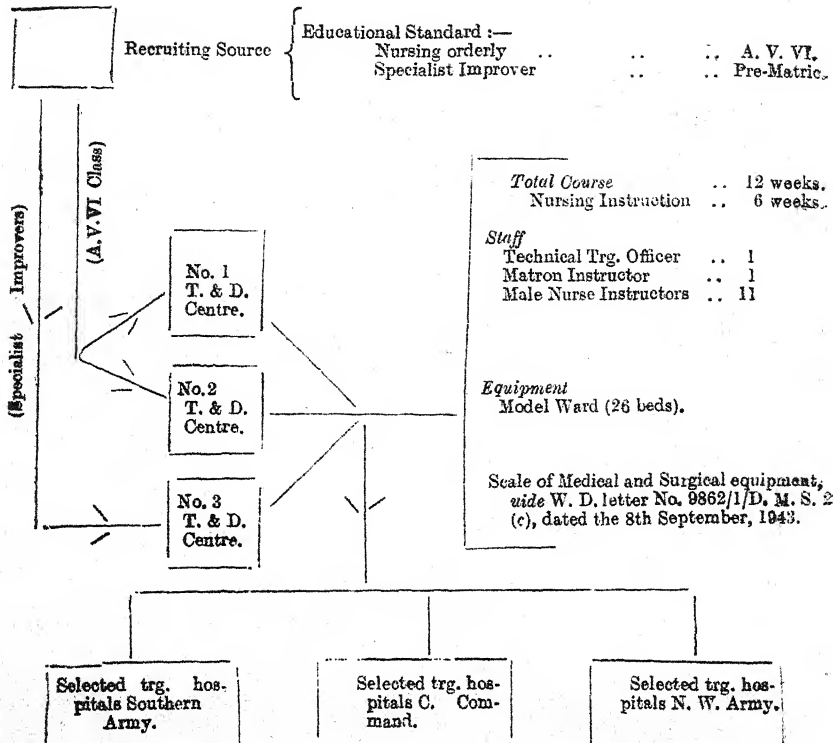 Recruiting Source
Educational Standard :—
Nursing orderly .. .. .. A. V. VI.
Specialist Improver .. .. Pre-Matric.
(Specialist Improvers)
(A.V.VI Class)
No. 1
T. & D.
Centre.
No.2
T. & D.
Centre.
No. 3
T. & D.
Centre.
Total Course .. 12 weeks.
Nursing Instruction .. 6 weeks.
Staff
Technical Trg. Officer .. 1
Matron Instructor .. 1
Male Nurse Instructors .. 11
Equipment
Model Ward (26 beds).
Scale of Medical and Surgical equipment,
vide W. D. letter No. 9862/1/D. M. S. 2
(c), dated the 8th September, 1943.
Selected trg. hos-
pitals Southern
Army.
Selected trg. hos-
pitals C. Com-
mand.
Selected trg. hos-
pitals N. W. Army.